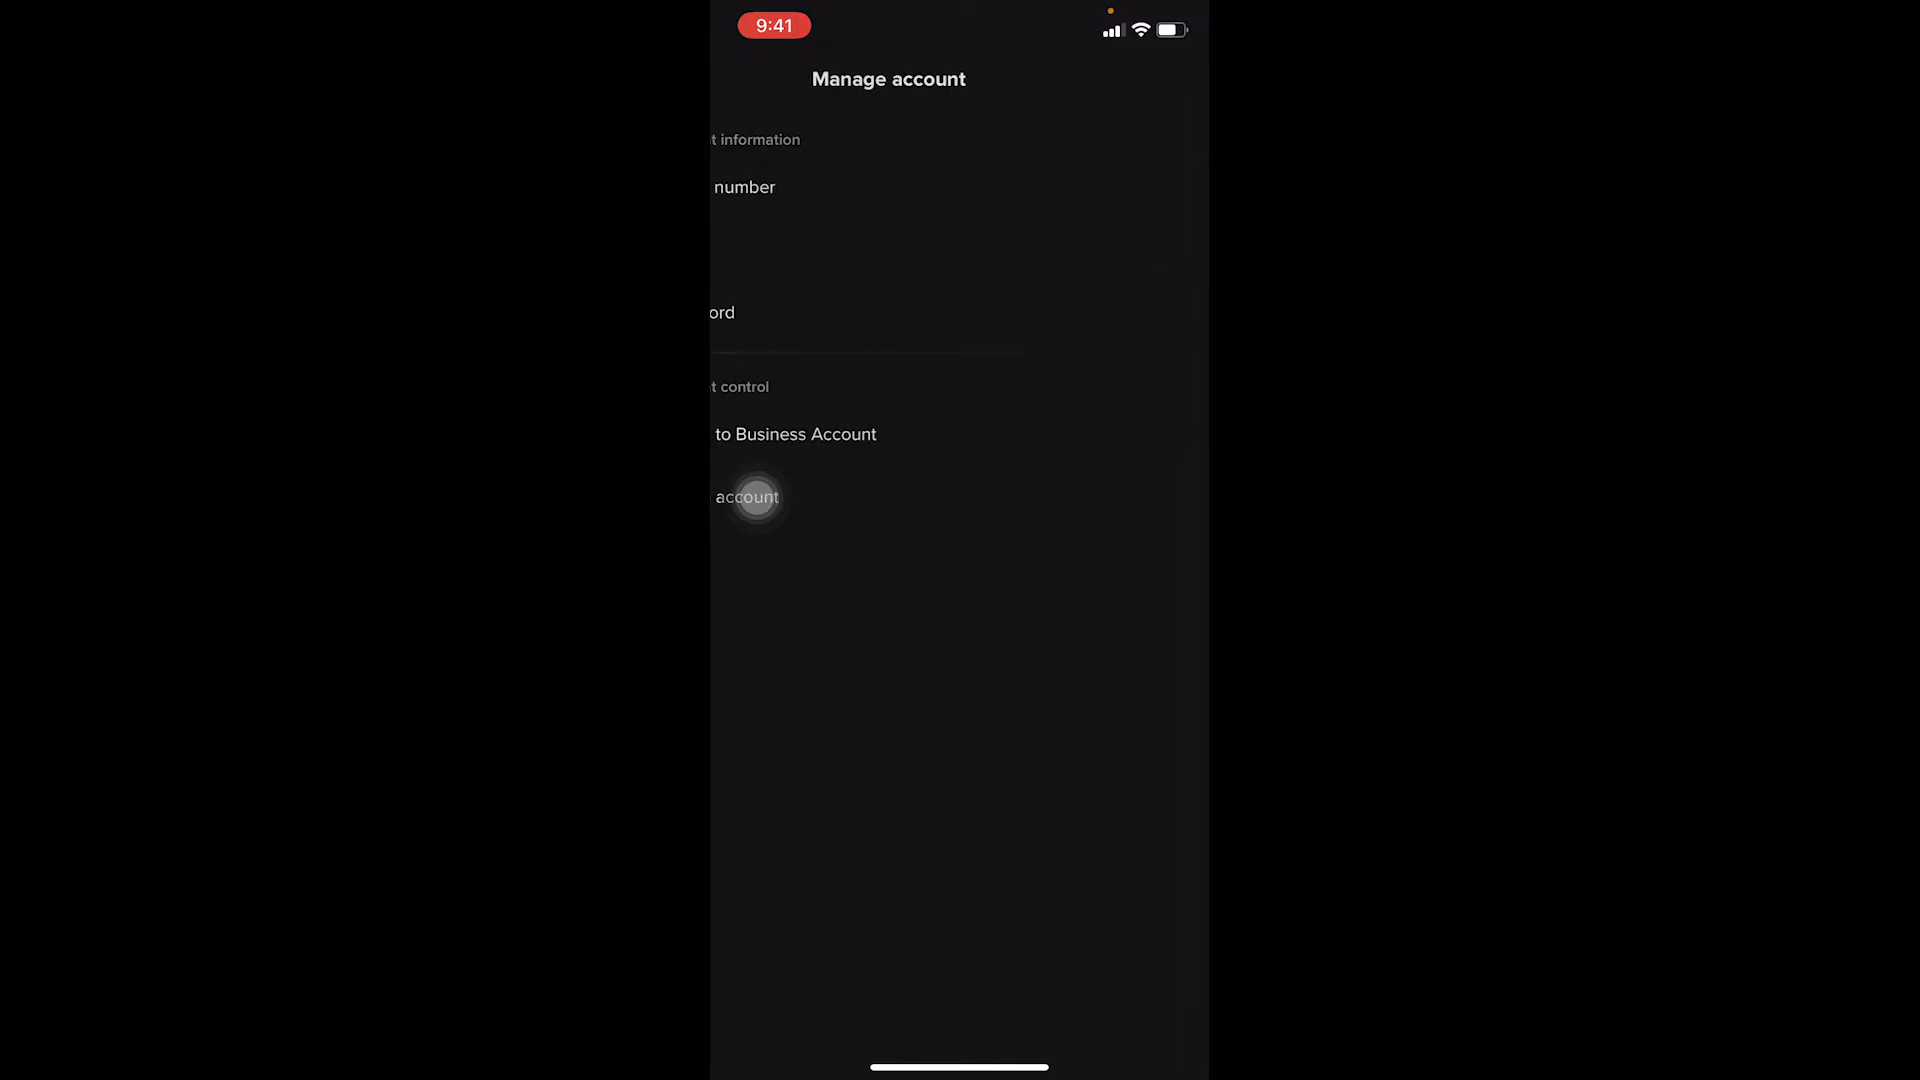 9:41
Manage account
t information
number
ord
t control
to Business Account
account